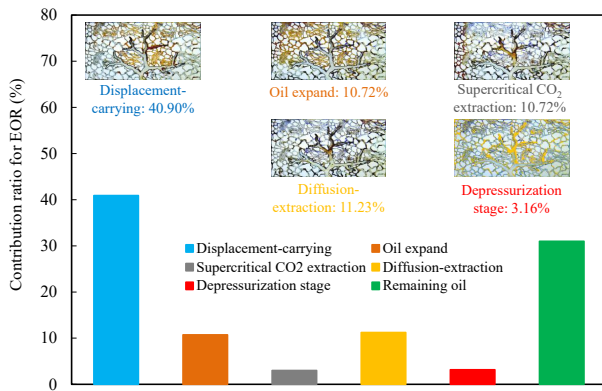 Contribution ratio for EOR (%)
80
70
60
50
40
30
20
10
0
Displacement-
carrying: 40.90%
Oil expand: 10.72%
Supercritical CO₂
extraction: 10.72%
Diffusion-
extraction: 11.23%
Depressurization
stage: 3.16%
Displacement-carrying
Oil expand
Supercritical CO2 extraction
Diffusion-extraction
Depressurization stage
Remaining oil